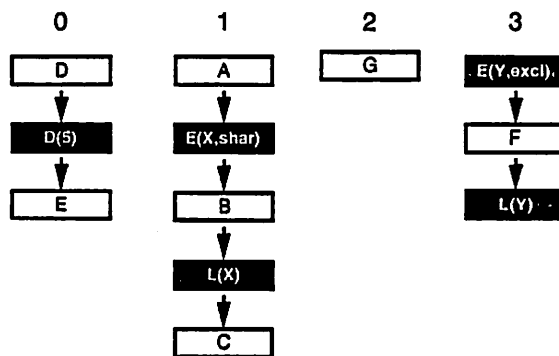 0 1 2 3
D A G E(Y,excl)
D(5) E(X,shar) F
E B L(Y)
L(X)
C